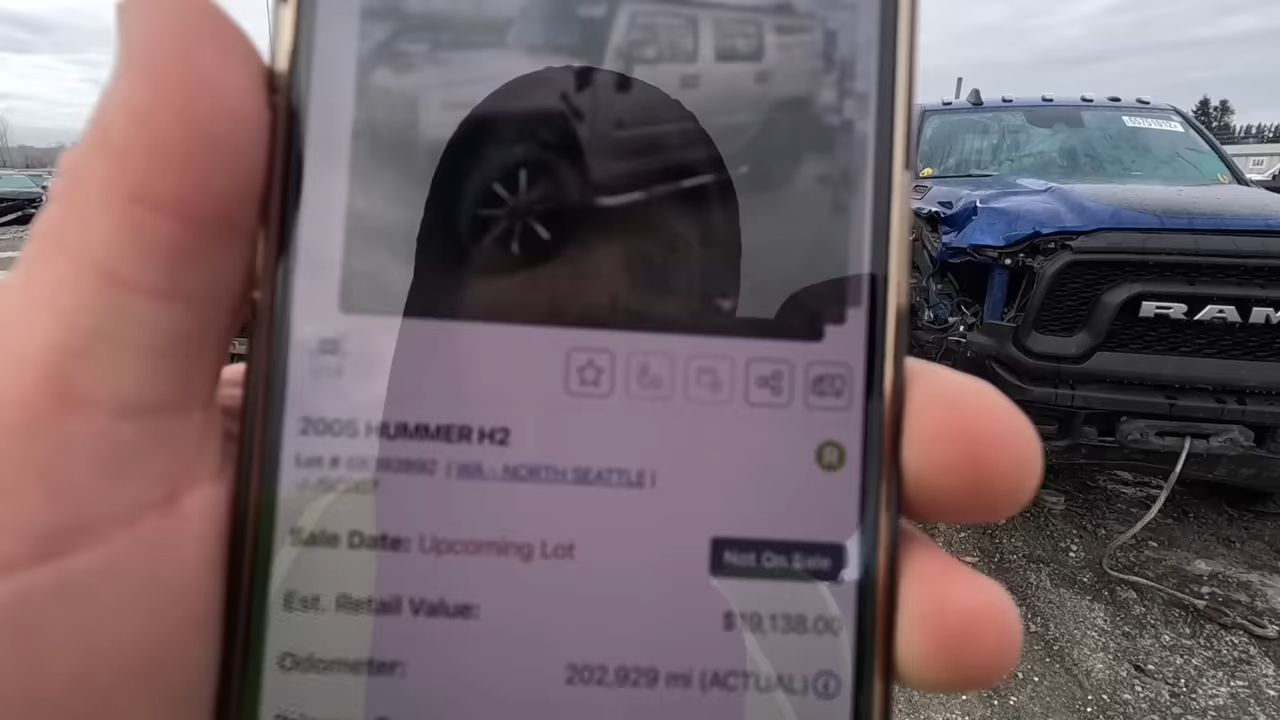 2005 HUMMER H2
Lot # ( WA - NORTH SEATTLE )
Sale Date: Upcoming Lot
Not On Sale
Est. Retail Value:
$19,138.00
Odometer:
202,929 mi (ACTUAL)
RAM